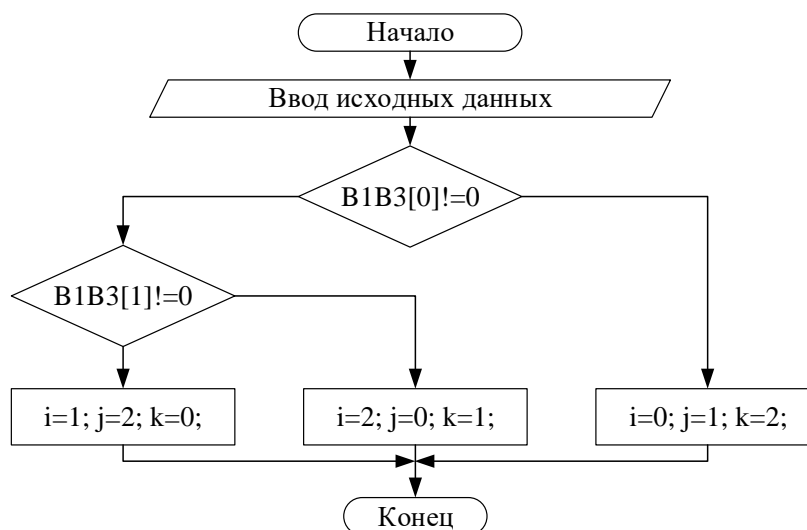 Начало
Ввод исходных данных
B1B3[0]!=0
B1B3[1]!=0
i=1; j=2; k=0;
i=2; j=0; k=1;
i=0; j=1; k=2;
Конец